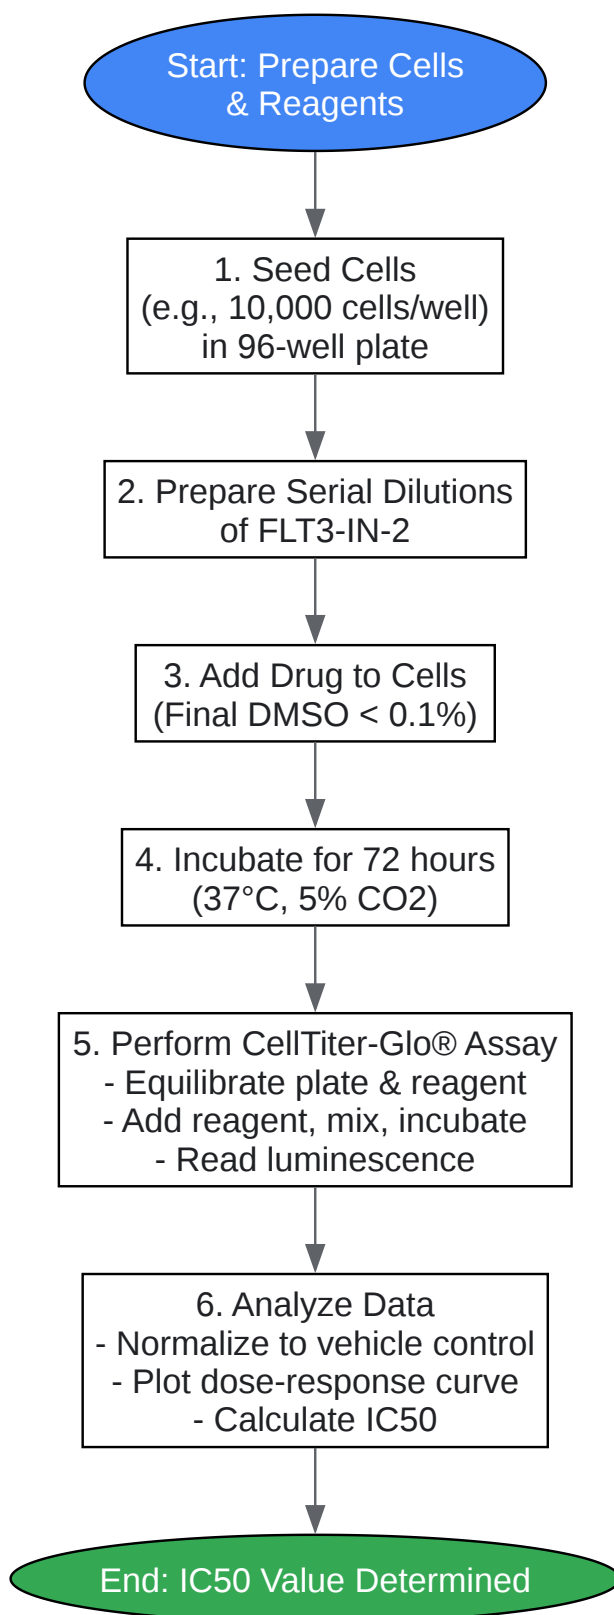 Start: Prepare Cells
& Reagents
1. Seed Cells
(e.g., 10,000 cells/well)
in 96-well plate
2. Prepare Serial Dilutions
of FLT3-IN-2
3. Add Drug to Cells
(Final DMSO < 0.1%)
4. Incubate for 72 hours
(37°C, 5% CO2)
5. Perform CellTiter-Glo® Assay
- Equilibrate plate & reagent
- Add reagent, mix, incubate
- Read luminescence
6. Analyze Data
- Normalize to vehicle control
- Plot dose-response curve
- Calculate IC50
End: IC50 Value Determined